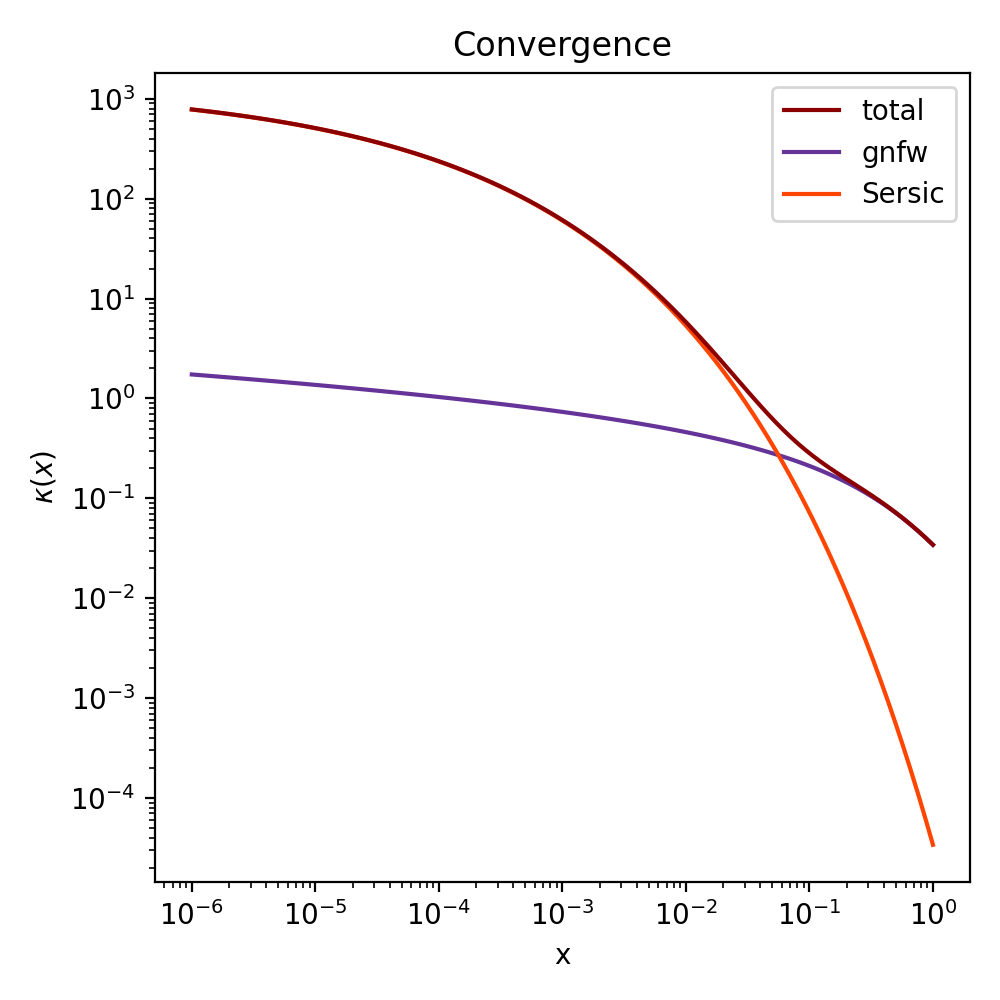 Convergence
total
gnfw
Sersic
κ(x)
10³
10²
10¹
10⁰
10⁻¹
10⁻²
10⁻³
10⁻⁴
10⁻⁶ 10⁻⁵ 10⁻⁴ 10⁻³ 10⁻² 10⁻¹ 10⁰
x